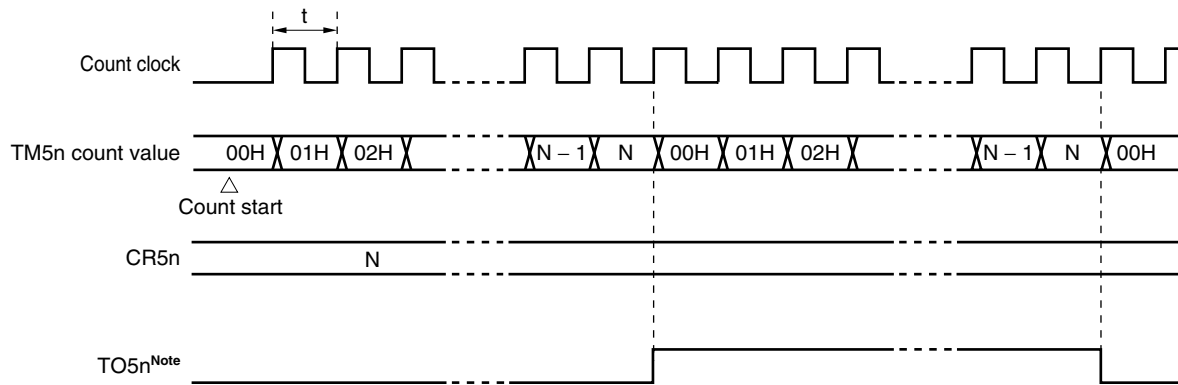 t
Count clock
TM5n count value 00H 01H 02H N − 1 N 00H 01H 02H N − 1 N 00H
Count start
CR5n N
TO5nNote